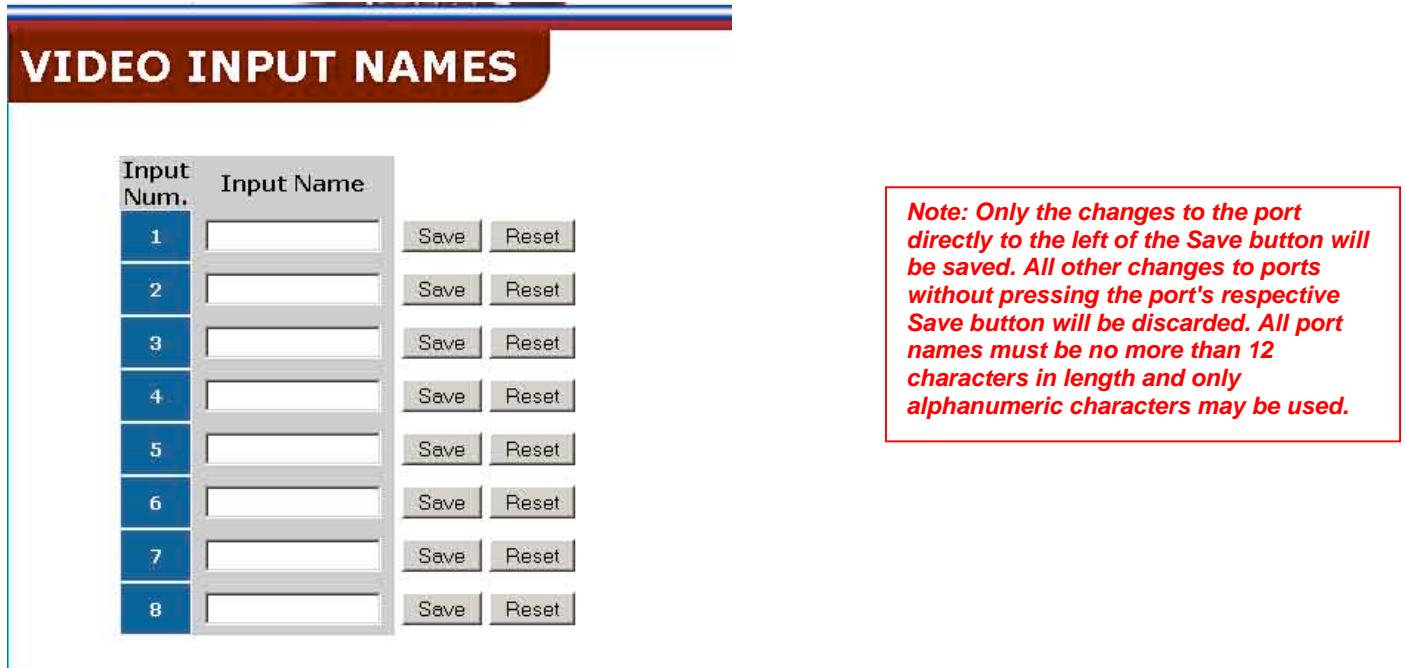 VIDEO INPUT NAMES
Input
Num.
Input Name
1 Save Reset
2 Save Reset
3 Save Reset
4 Save Reset
5 Save Reset
6 Save Reset
7 Save Reset
8 Save Reset
Note: Only the changes to the port
directly to the left of the Save button will
be saved. All other changes to ports
without pressing the port's respective
Save button will be discarded. All port
names must be no more than 12
characters in length and only
alphanumeric characters may be used.